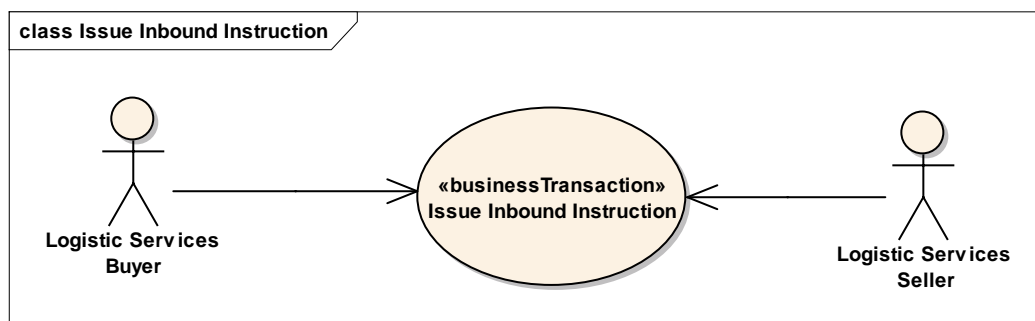 class Issue Inbound Instruction
«businessTransaction»
Issue Inbound Instruction
Logistic Services
Buyer
Logistic Services
Seller